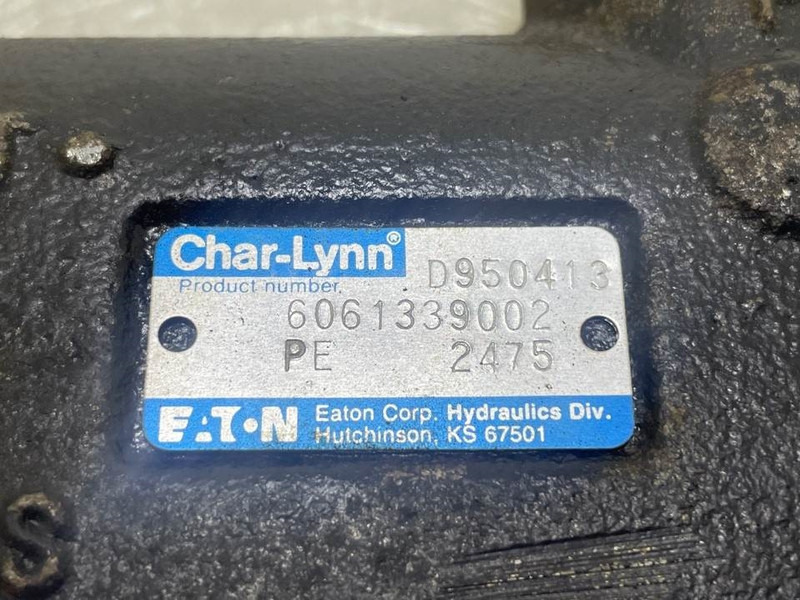 Char-Lynn®
D950413
Product number.
6061339002
PE 2475
EATON Eaton Corp. Hydraulics Div.
Hutchinson, KS 67501
S